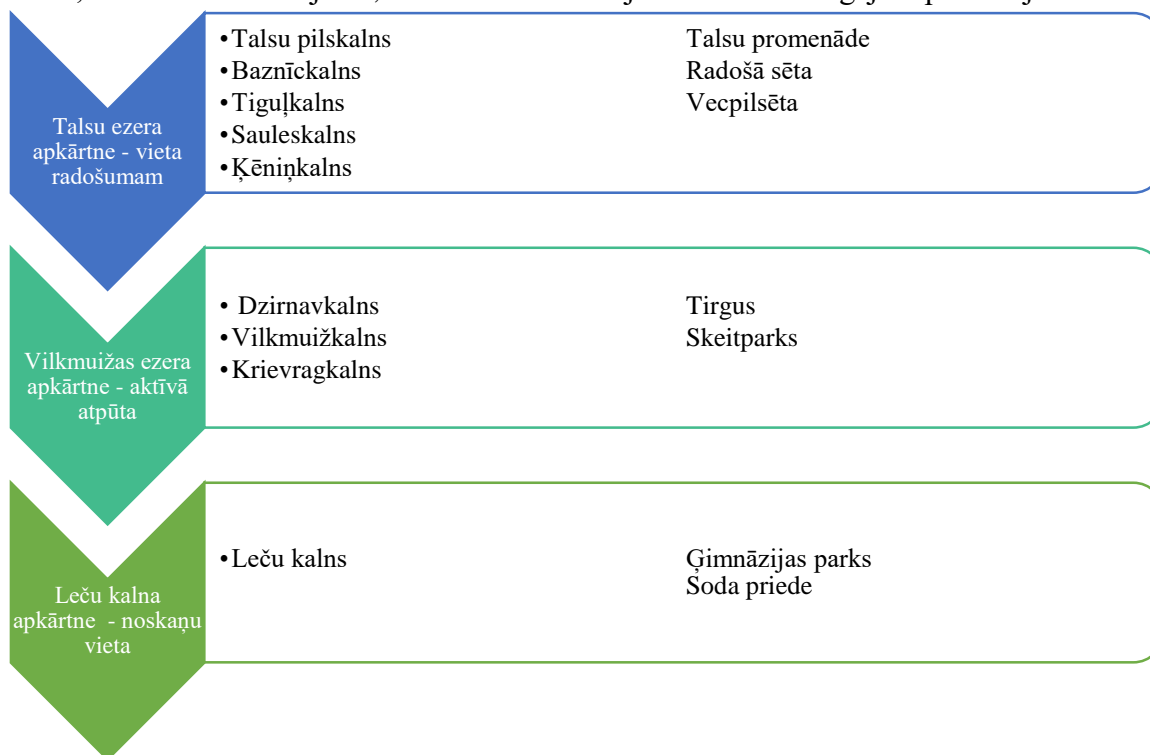 Talsu ezera
apkārtne - vieta
radošumam
•Talsu pilskalns
•Baznīckalns
•Tiguļkalns
•Sauleskalns
•Ķēniņkalns
Talsu promenāde
Radošā sēta
Vecpilsēta
Vilkmuižas ezera
apkārtne - aktīvā
atpūta
• Dzirnavkalns
•Vilkmuižkalns
•Krievragkalns
Tirgus
Skeitparks
Leču kalna
apkārtne - noskaņu
vieta
•Leču kalns
Ģimnāzijas parks
Soda priede